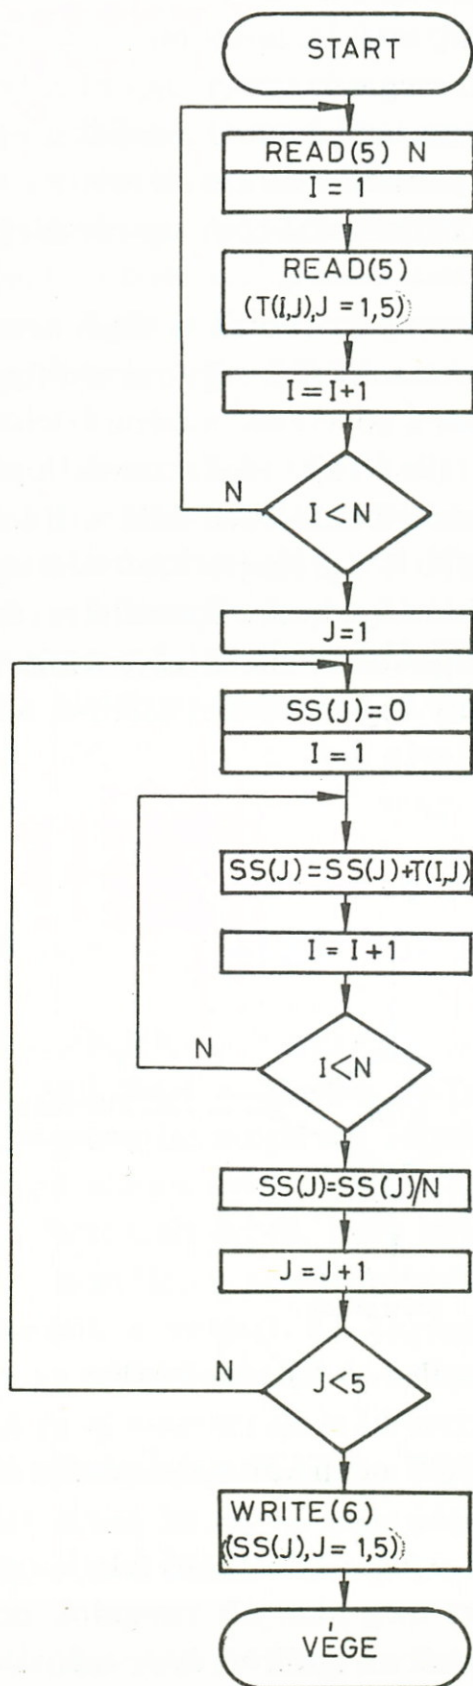 START
READ(5) N
I = 1
READ(5)
(T(I,J),J = 1,5)
I = I+1
N
I<N
J=1
SS(J)=0
I = 1
SS(J)=SS(J)+T(I,J)
I = I+1
N
I<N
SS(J)=SS(J)/N
J=J+1
N
J<5
WRITE(6)
(SS(J),J= 1,5)
VÉGE